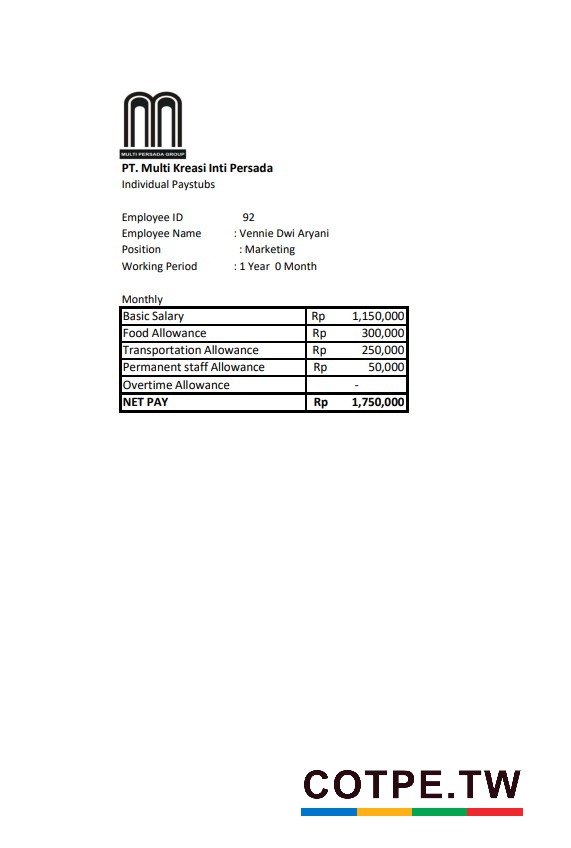 MULTI PERSADA GROUP
PT. Multi Kreasi Inti Persada
Individual Paystubs
Employee ID 92
Employee Name : Vennie Dwi Aryani
Position : Marketing
Working Period : 1 Year 0 Month
Monthly
Basic Salary Rp 1,150,000
Food Allowance Rp 300,000
Transportation Allowance Rp 250,000
Permanent staff Allowance Rp 50,000
Overtime Allowance -
NET PAY Rp 1,750,000
COTPE.TW